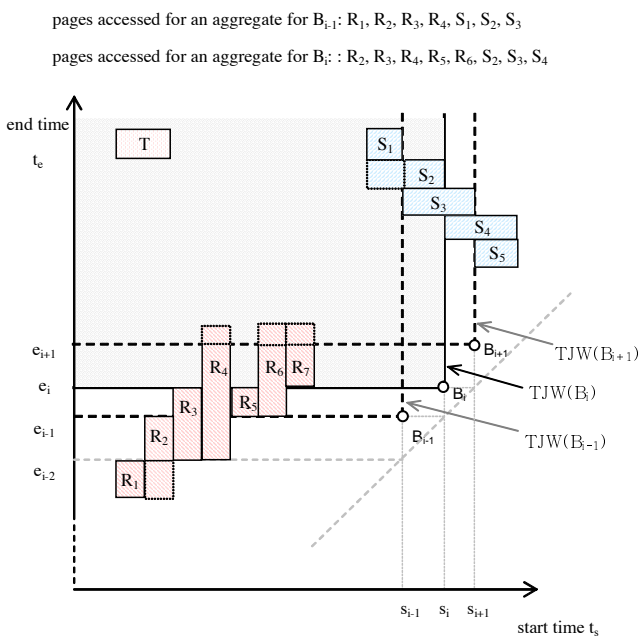 pages accessed for an aggregate for Bi-1: R1, R2, R3, R4, S1, S2, S3
pages accessed for an aggregate for Bi: : R2, R3, R4, R5, R6, S2, S3, S4
end time
te
T
S1
S2
S3
S4
S5
ei+1
ei
ei-1
ei-2
R4
R6
R7
R3
R5
R2
R1
Bi+1
Bi
Bi-1
TJW(Bi+1)
TJW(Bi)
TJW(Bi-1)
si-1 si si+1
start time ts